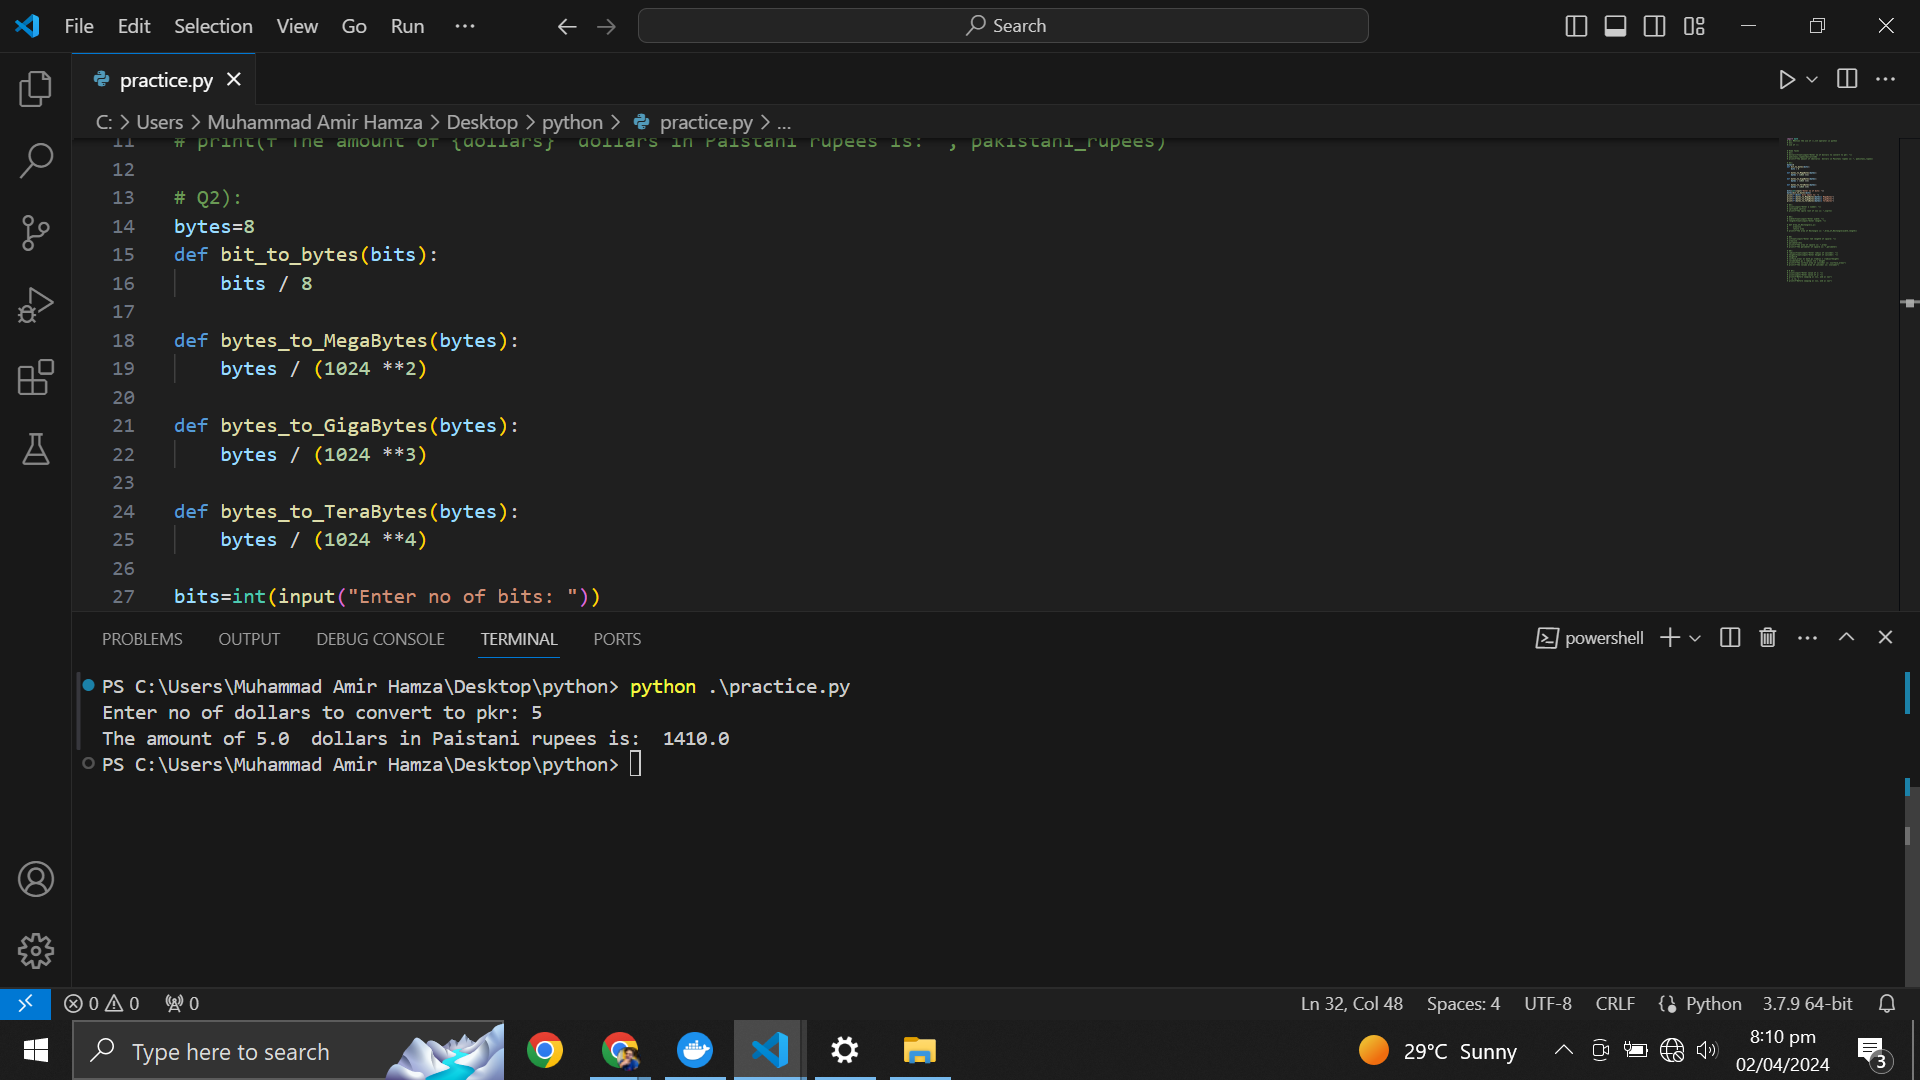 File Edit Selection View Go Run ··· Search
practice.py
C: > Users > Muhammad Amir Hamza > Desktop > python > practice.py > ...
11 # print(f"The amount of {dollars}  dollars in Paistani rupees is: ", pakistani_rupees)
12
13 # Q2):
14 bytes=8
15 def bit_to_bytes(bits):
16     bits / 8
17
18 def bytes_to_MegaBytes(bytes):
19     bytes / (1024 **2)
20
21 def bytes_to_GigaBytes(bytes):
22     bytes / (1024 **3)
23
24 def bytes_to_TeraBytes(bytes):
25     bytes / (1024 **4)
26
27 bits=int(input("Enter no of bits: "))
PROBLEMS OUTPUT DEBUG CONSOLE TERMINAL PORTS powershell
PS C:\Users\Muhammad Amir Hamza\Desktop\python> python .\practice.py
Enter no of dollars to convert to pkr: 5
The amount of 5.0  dollars in Paistani rupees is:  1410.0
PS C:\Users\Muhammad Amir Hamza\Desktop\python>
0 0 0 Ln 32, Col 48 Spaces: 4 UTF-8 CRLF Python 3.7.9 64-bit
Type here to search 29°C Sunny 8:10 pm
02/04/2024 3